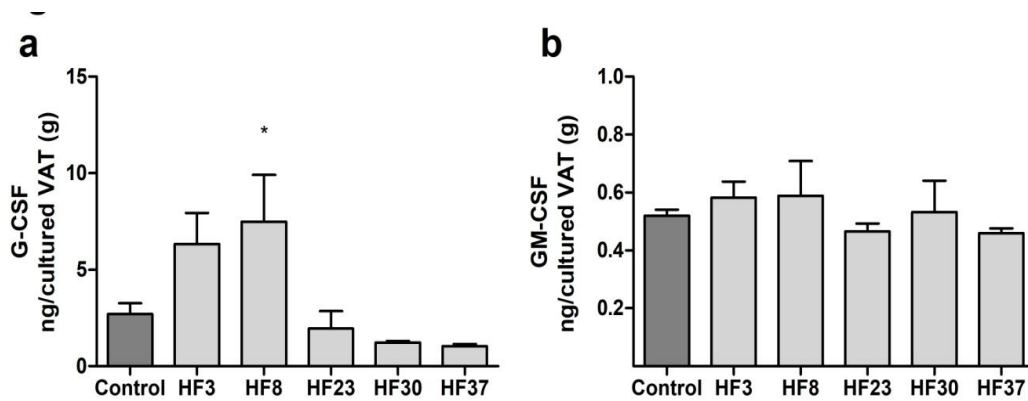 a
G-CSF
ng/cultured VAT (g)
15
10
5
0
*
Control HF3 HF8 HF23 HF30 HF37
b
GM-CSF
ng/cultured VAT (g)
1.0
0.8
0.6
0.4
0.2
Control HF3 HF8 HF23 HF30 HF37